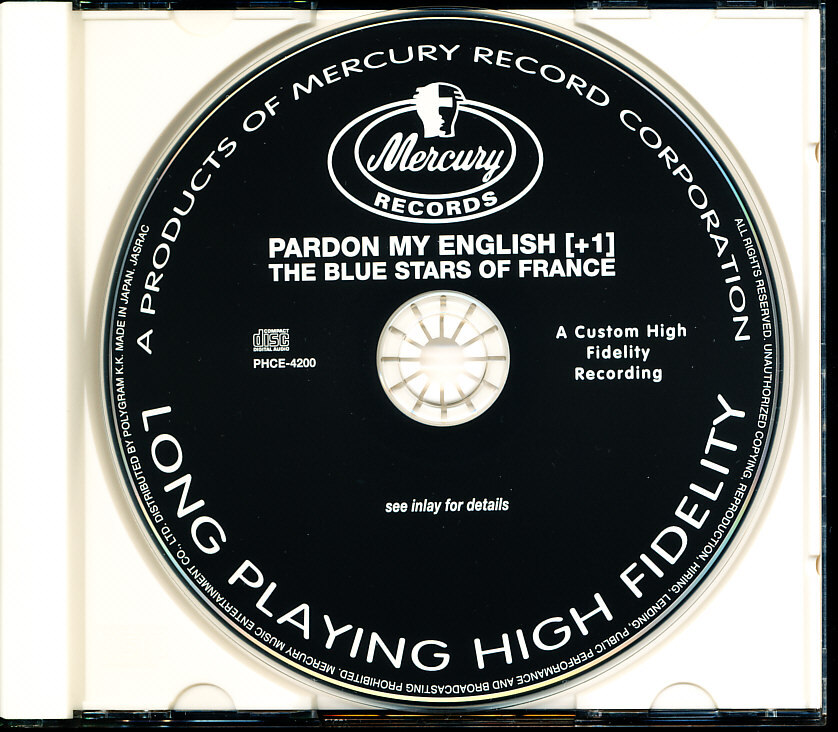 A PRODUCTS OF MERCURY RECORD CORPORATION
Mercury
RECORDS
PARDON MY ENGLISH [+1]
THE BLUE STARS OF FRANCE
COMPACT
disc
DIGITAL AUDIO
PHCE-4200
A Custom High
Fidelity
Recording
see inlay for details
LONG PLAYING HIGH FIDELITY
ALL RIGHTS RESERVED. UNAUTHORIZED COPYING, REPRODUCTION, HIRING, LENDING, PUBLIC PERFORMANCE AND BROADCASTING PROHIBITED. MERCURY MUSIC ENTERTAINMENT CO., LTD. DISTRIBUTED BY POLYGRAM K.K. MADE IN JAPAN. JASRAC